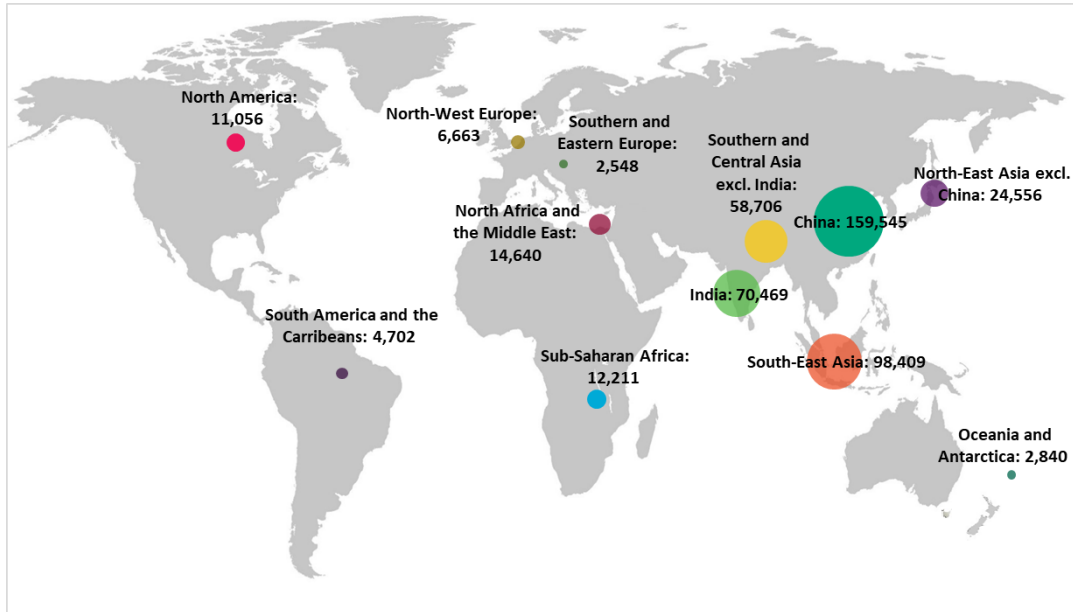 North America:
11,056
North-West Europe:
6,663
Southern and
Eastern Europe:
2,548
Southern and
Central Asia
excl. India:
58,706
North-East Asia excl.
China: 24,556
China: 159,545
North Africa and
the Middle East:
14,640
India: 70,469
South America and the
Carribeans: 4,702
Sub-Saharan Africa:
12,211
South-East Asia: 98,409
Oceania and
Antarctica: 2,840